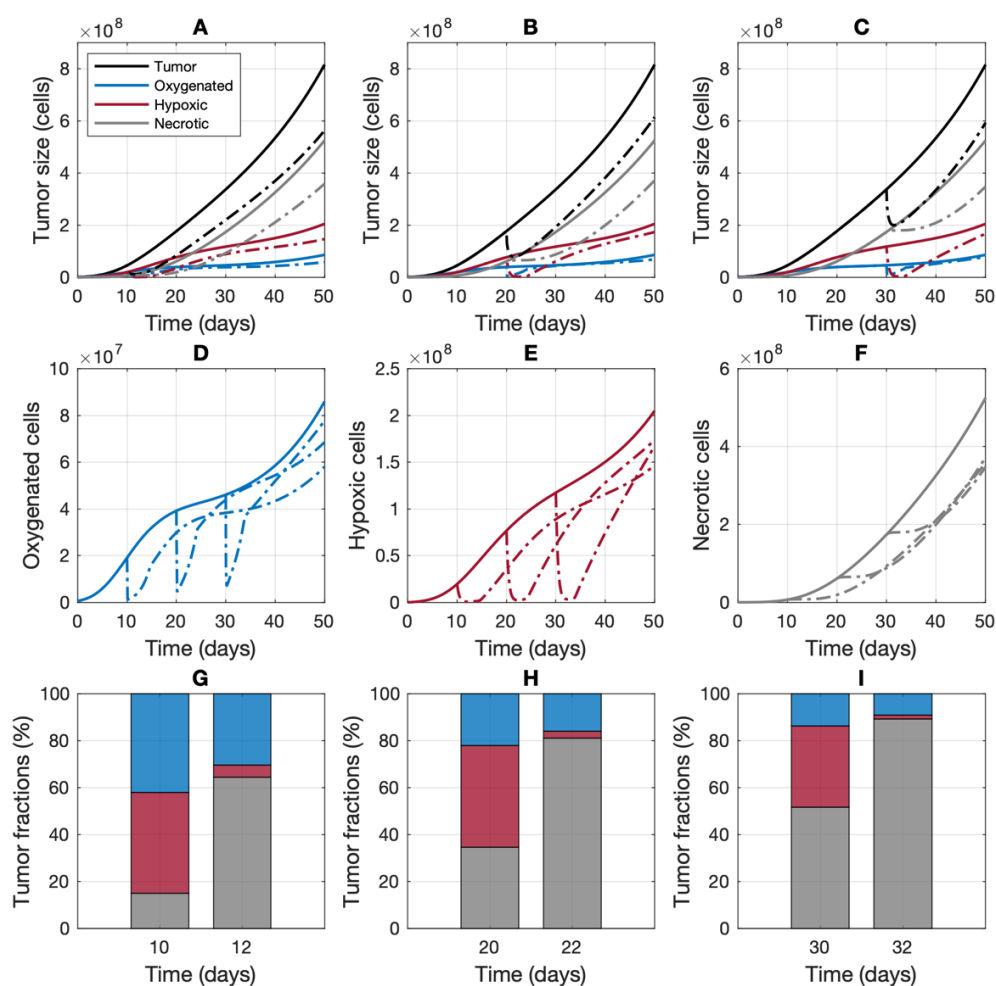 A
×10^8
8
6
4
2
0
0 10 20 30 40 50
Tumor size (cells)
Time (days)
Tumor
Oxygenated
Hypoxic
Necrotic
B
×10^8
8
6
4
2
0
0 10 20 30 40 50
Tumor size (cells)
Time (days)
C
×10^8
8
6
4
2
0
0 10 20 30 40 50
Tumor size (cells)
Time (days)
D
×10^7
10
8
6
4
2
0
0 10 20 30 40 50
Oxygenated cells
Time (days)
E
×10^8
2.5
2
1.5
1
0.5
0
0 10 20 30 40 50
Hypoxic cells
Time (days)
F
×10^8
6
4
2
0
0 10 20 30 40 50
Necrotic cells
Time (days)
G
100
80
60
40
20
0
10 12
Tumor fractions (%)
Time (days)
H
100
80
60
40
20
0
20 22
Tumor fractions (%)
Time (days)
I
100
80
60
40
20
0
30 32
Tumor fractions (%)
Time (days)